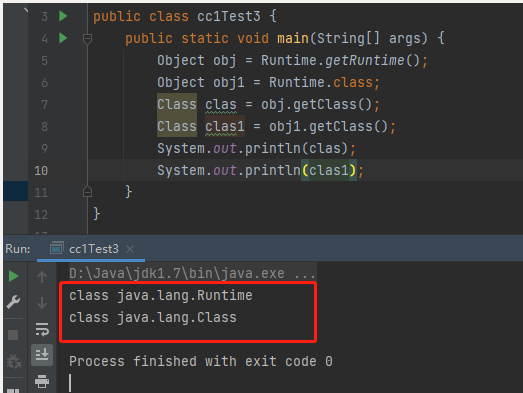 3 public class cc1Test3 {
4 public static void main(String[] args) {
5 Object obj = Runtime.getRuntime();
6 Object obj1 = Runtime.class;
7 Class clas = obj.getClass();
8 Class clas1 = obj1.getClass();
9 System.out.println(clas);
10 System.out.println(clas1);
11 }
12 }
13
Run: cc1Test3 ×
D:\Java\jdk1.7\bin\java.exe ...
class java.lang.Runtime
class java.lang.Class
Process finished with exit code 0